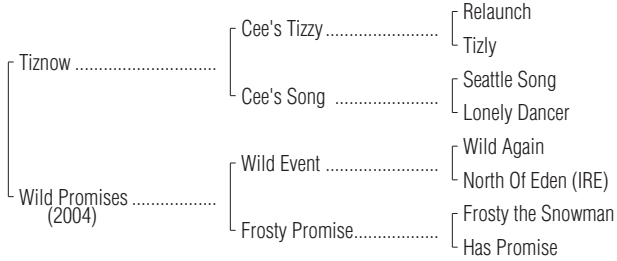 Relaunch
Cee's Tizzy ........................
Tizly
Tiznow ..............................
Seattle Song
Cee's Song ......................
Lonely Dancer
Wild Again
Wild Event ........................
North Of Eden (IRE)
Wild Promises ..................
(2004)
Frosty the Snowman
Frosty Promise..................
Has Promise